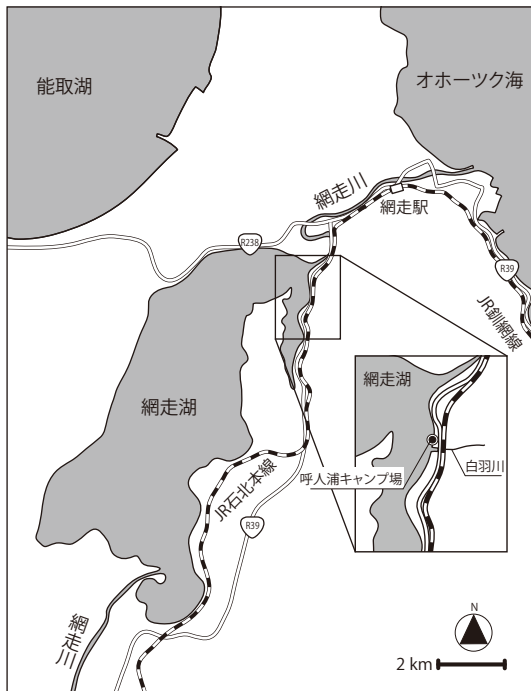 能取湖
オホーツク海
網走川
網走駅
R238
R39
JR釧網線
網走湖
網走湖
呼人浦キャンプ場
白羽川
JR石北本線
R39
網走川
N
2 km